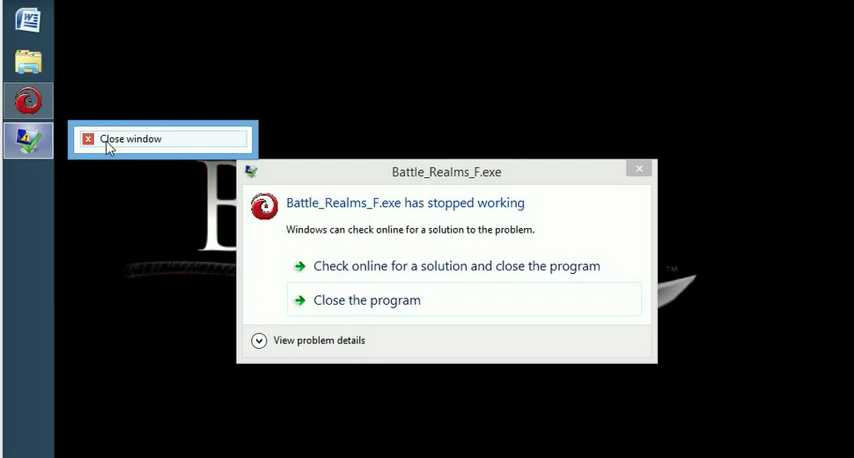 Close window
Battle_Realms_F.exe
Battle_Realms_F.exe has stopped working
Windows can check online for a solution to the problem.
Check online for a solution and close the program
Close the program
View problem details
B
TM